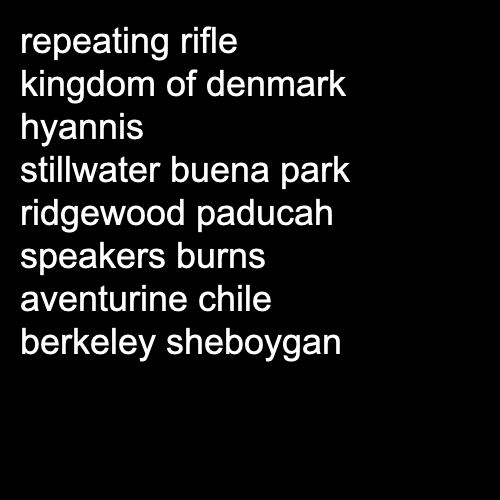 repeating rifle
kingdom of denmark
hyannis
stillwater buena park
ridgewood paducah
speakers burns
aventurine chile
berkeley sheboygan